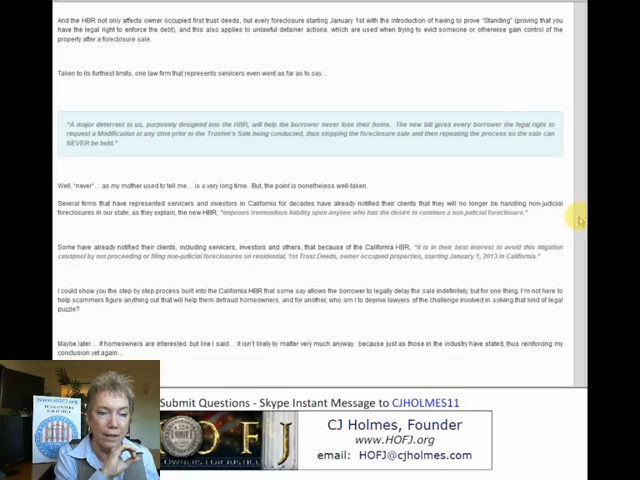 And the HBR not only affects owner occupied first trust deeds, but every foreclosure starting January 1st with the introduction of having to prove "Standing" (proving that you
have the legal right to enforce the debt), and this also applies to unlawful detainer actions, which are used when trying to evict someone or otherwise gain control of the
property after a foreclosure sale.
Taken to its furthest limits, one law firm that represents servicers even went as far as to say…
"A major deterrent to us, purposely designed into the HBR, will help the borrower never lose their home. The new bill gives every borrower the legal right to
request a Modification at any time prior to the Trustee's Sale being conducted, thus stopping the foreclosure sale and then repeating the process so the sale can
NEVER be held."
Well, "never"… as my mother used to tell me… is a very long time. But, the point is nonetheless well-taken.
Several firms that have represented servicers and investors in California for decades have already notified their clients that they will no longer be handling non-judicial
foreclosures in our state, as they explain, the new HBR, "imposes tremendous liability upon anyone who has the desire to continue a non judicial foreclosure."
Some have already notified their clients, including servicers, investors and others, that because of the California HBR, "it is in their best interest to avoid this litigation
cesspool by not proceeding or filing non-judicial foreclosures on residential, 1st Trust Deeds, owner occupied properties, starting January 1, 2013 in California."
I could show you the step by step process built into the California HBR that some say allows the borrower to legally delay the sale indefinitely, but for one thing, I'm not here to
help scammers figure anything out that will help them defraud homeowners, and for another, who am I to deprive lawyers of the challenge involved in solving that kind of legal
puzzle?
Maybe later… if homeowners are interested, but like I said… it isn't likely to matter very much anyway, because just as those in the industry have stated, thus reinforcing my
conclusion yet again…
Submit Questions - Skype Instant Message to CJHOLMES11
www.HOFJ.org
HOFJ
OWNERS FOR JUSTICE
CJ Holmes, Founder
www.HOFJ.org
email: HOFJ@cjholmes.com